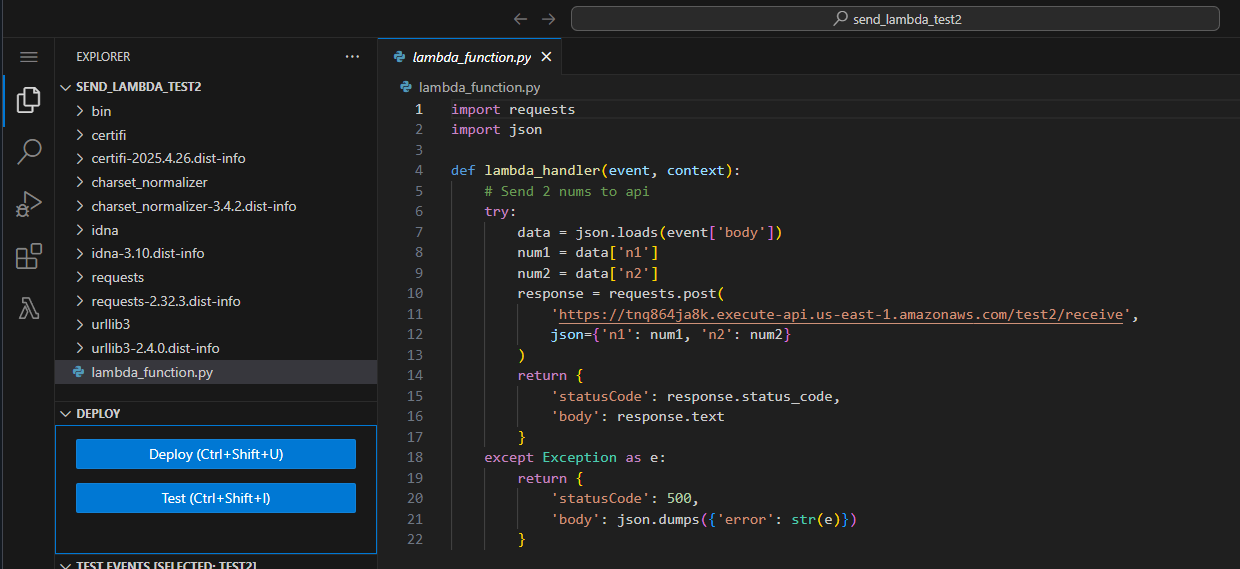 send_lambda_test2
EXPLORER
SEND_LAMBDA_TEST2
bin
certifi
certifi-2025.4.26.dist-info
charset_normalizer
charset_normalizer-3.4.2.dist-info
idna
idna-3.10.dist-info
requests
requests-2.32.3.dist-info
urllib3
urllib3-2.4.0.dist-info
lambda_function.py
DEPLOY
Deploy (Ctrl+Shift+U)
Test (Ctrl+Shift+I)
TEST EVENTS [SELECTED: TEST2]
lambda_function.py
lambda_function.py
1 import requests
2 import json
3
4 def lambda_handler(event, context):
5     # Send 2 nums to api
6     try:
7         data = json.loads(event['body'])
8         num1 = data['n1']
9         num2 = data['n2']
10         response = requests.post(
11             'https://tnq864ja8k.execute-api.us-east-1.amazonaws.com/test2/receive',
12             json={'n1': num1, 'n2': num2}
13         )
14         return {
15             'statusCode': response.status_code,
16             'body': response.text
17         }
18     except Exception as e:
19         return {
20             'statusCode': 500,
21             'body': json.dumps({'error': str(e)})
22         }